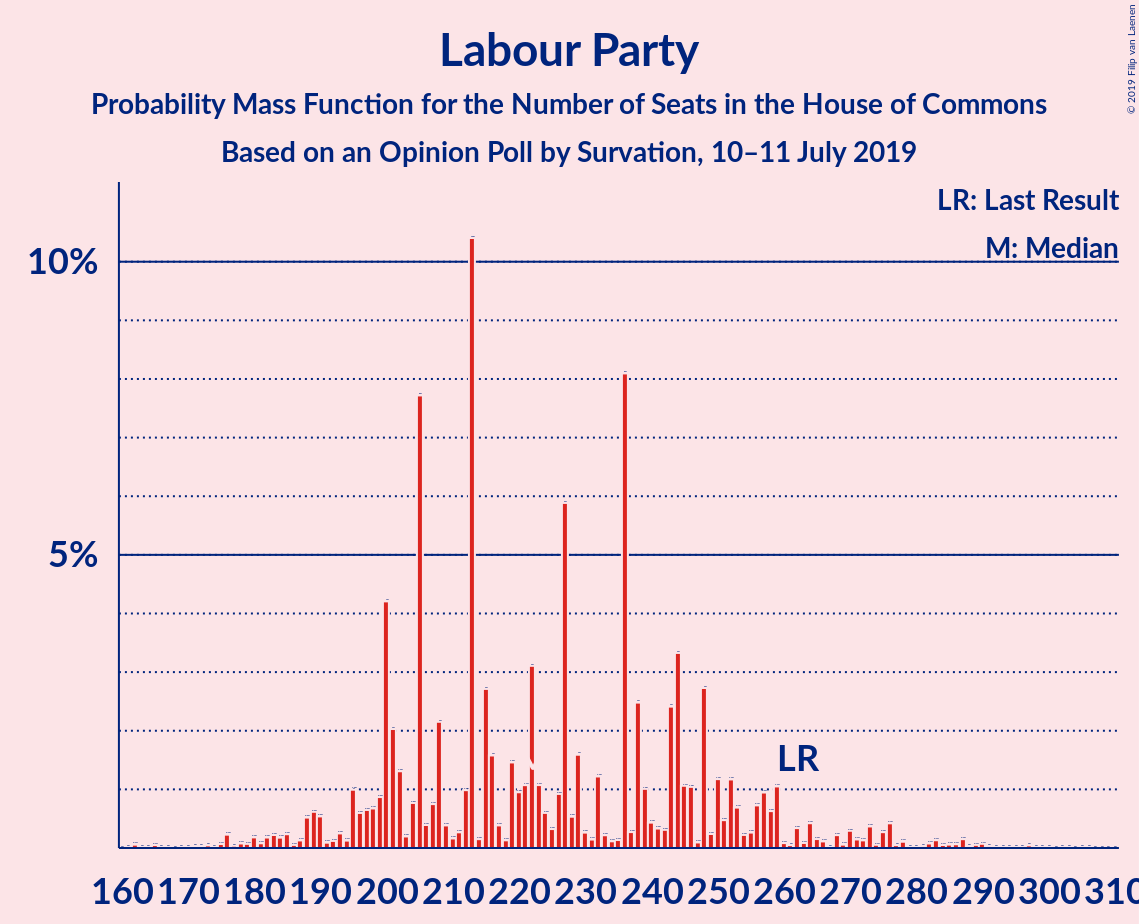 Labour Party
Probability Mass Function for the Number of Seats in the House of Commons
Based on an Opinion Poll by Survation, 10–11 July 2019
© 2019 Filip van Laenen
LR: Last Result
M: Median
10%
5%
LR
160 170 180 190 200 210 220 230 240 250 260 270 280 290 300 310